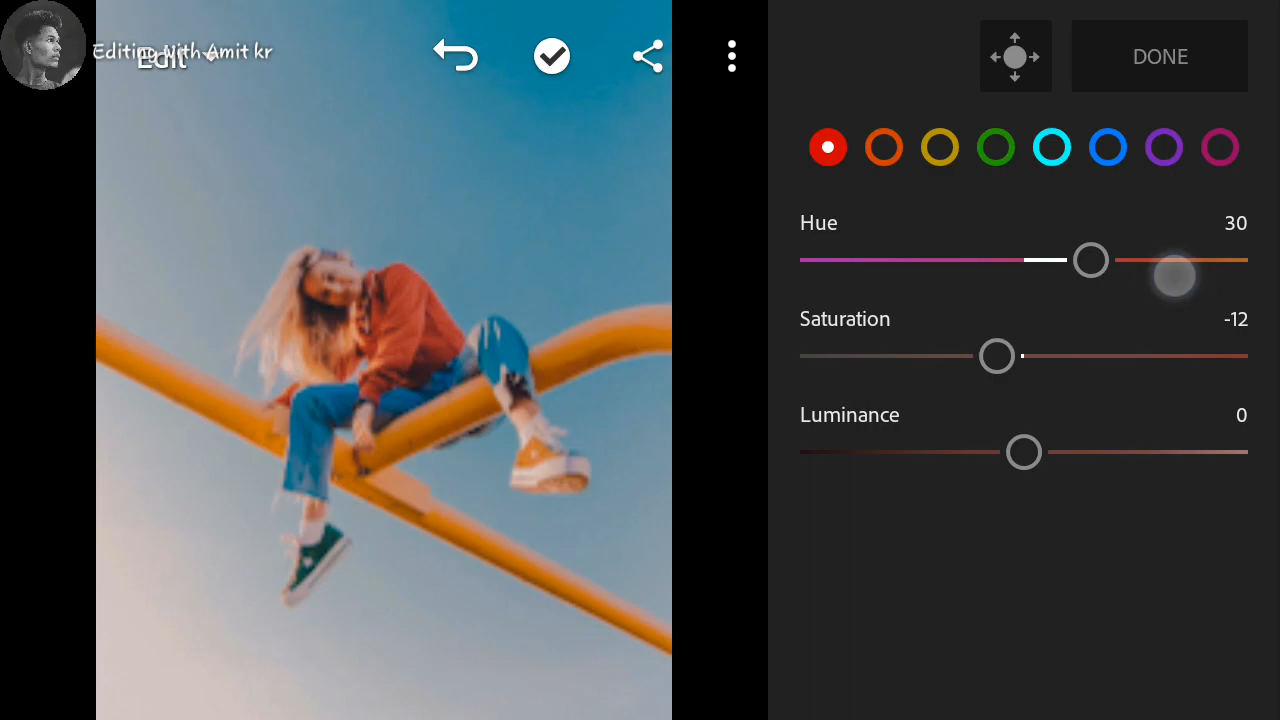 Editing with Amit kr
Edit
DONE
Hue 30
Saturation -12
Luminance 0